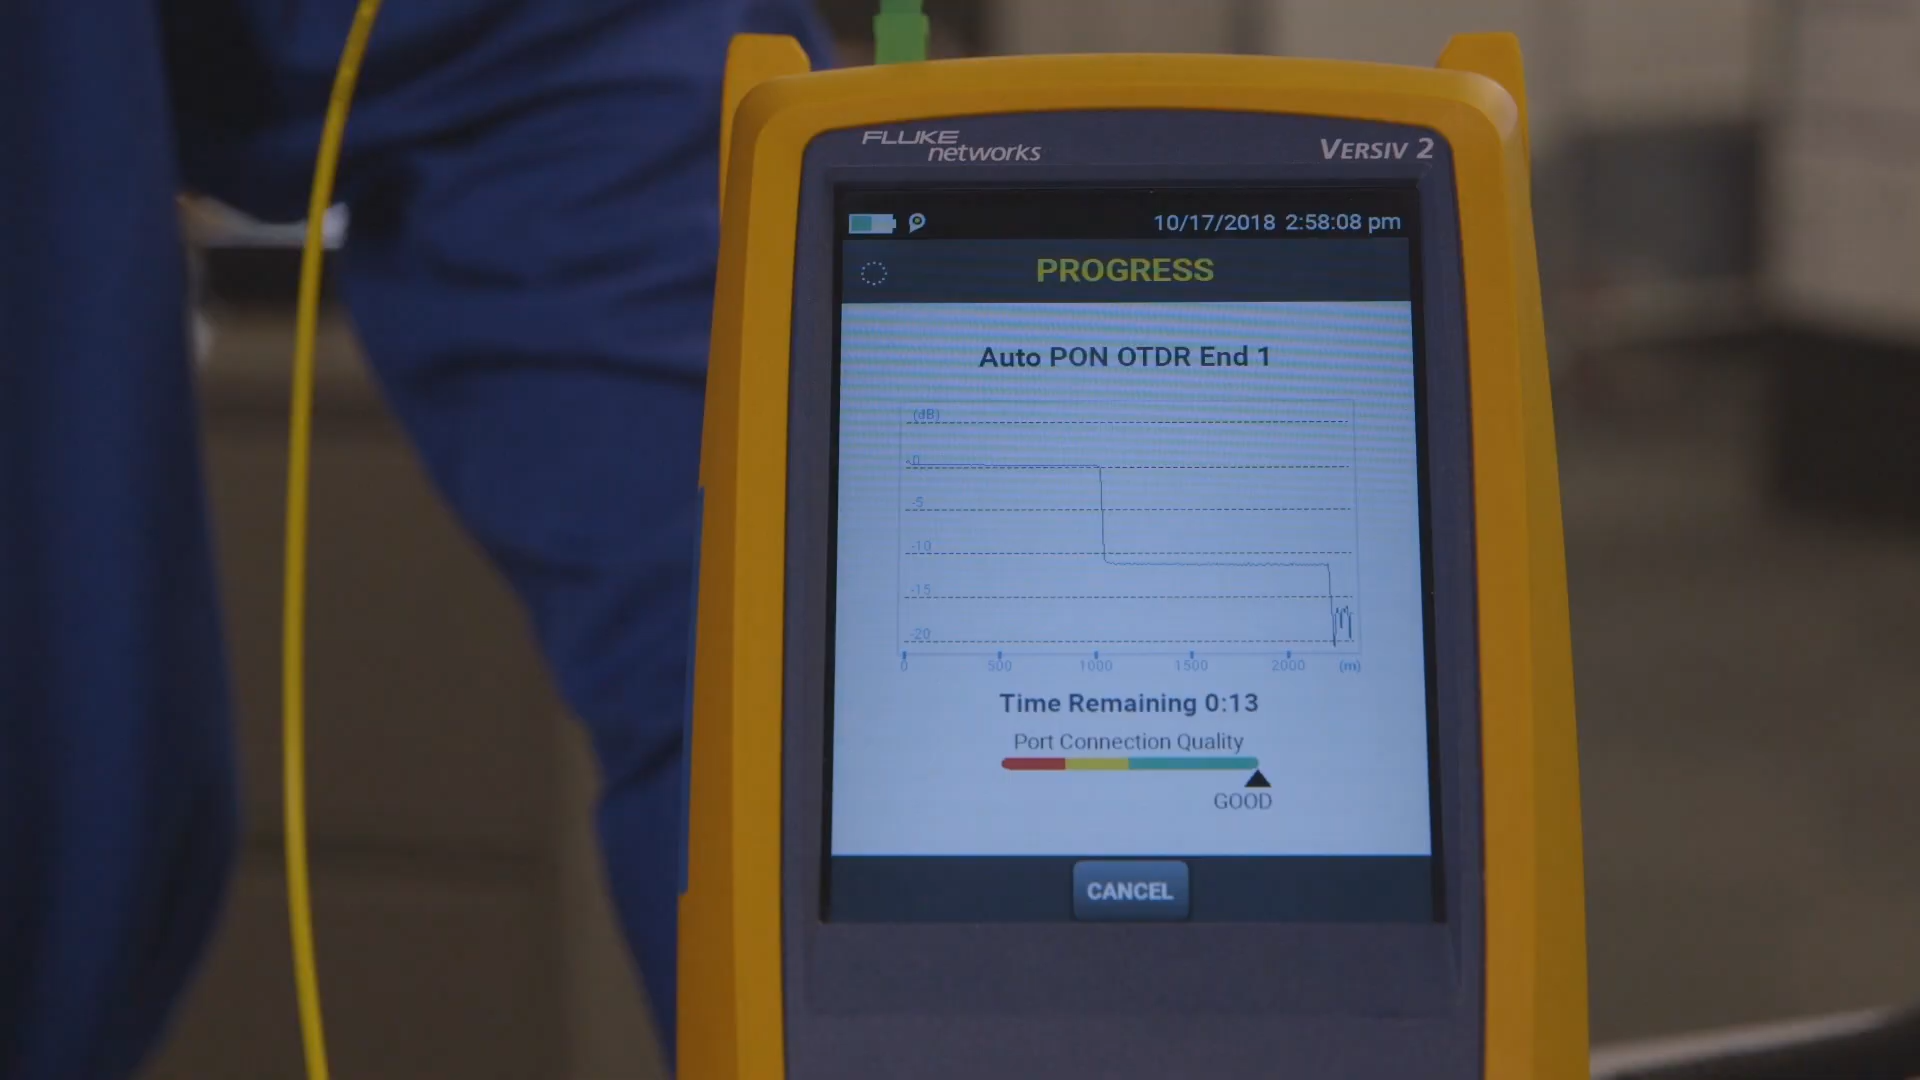 FLUKE
networks
VERSIV 2
10/17/2018 2:58:08 pm
PROGRESS
Auto PON OTDR End 1
(dB)
0
-5
-10
-15
-20
0 500 1000 1500 2000 (m)
Time Remaining 0:13
Port Connection Quality
GOOD
CANCEL